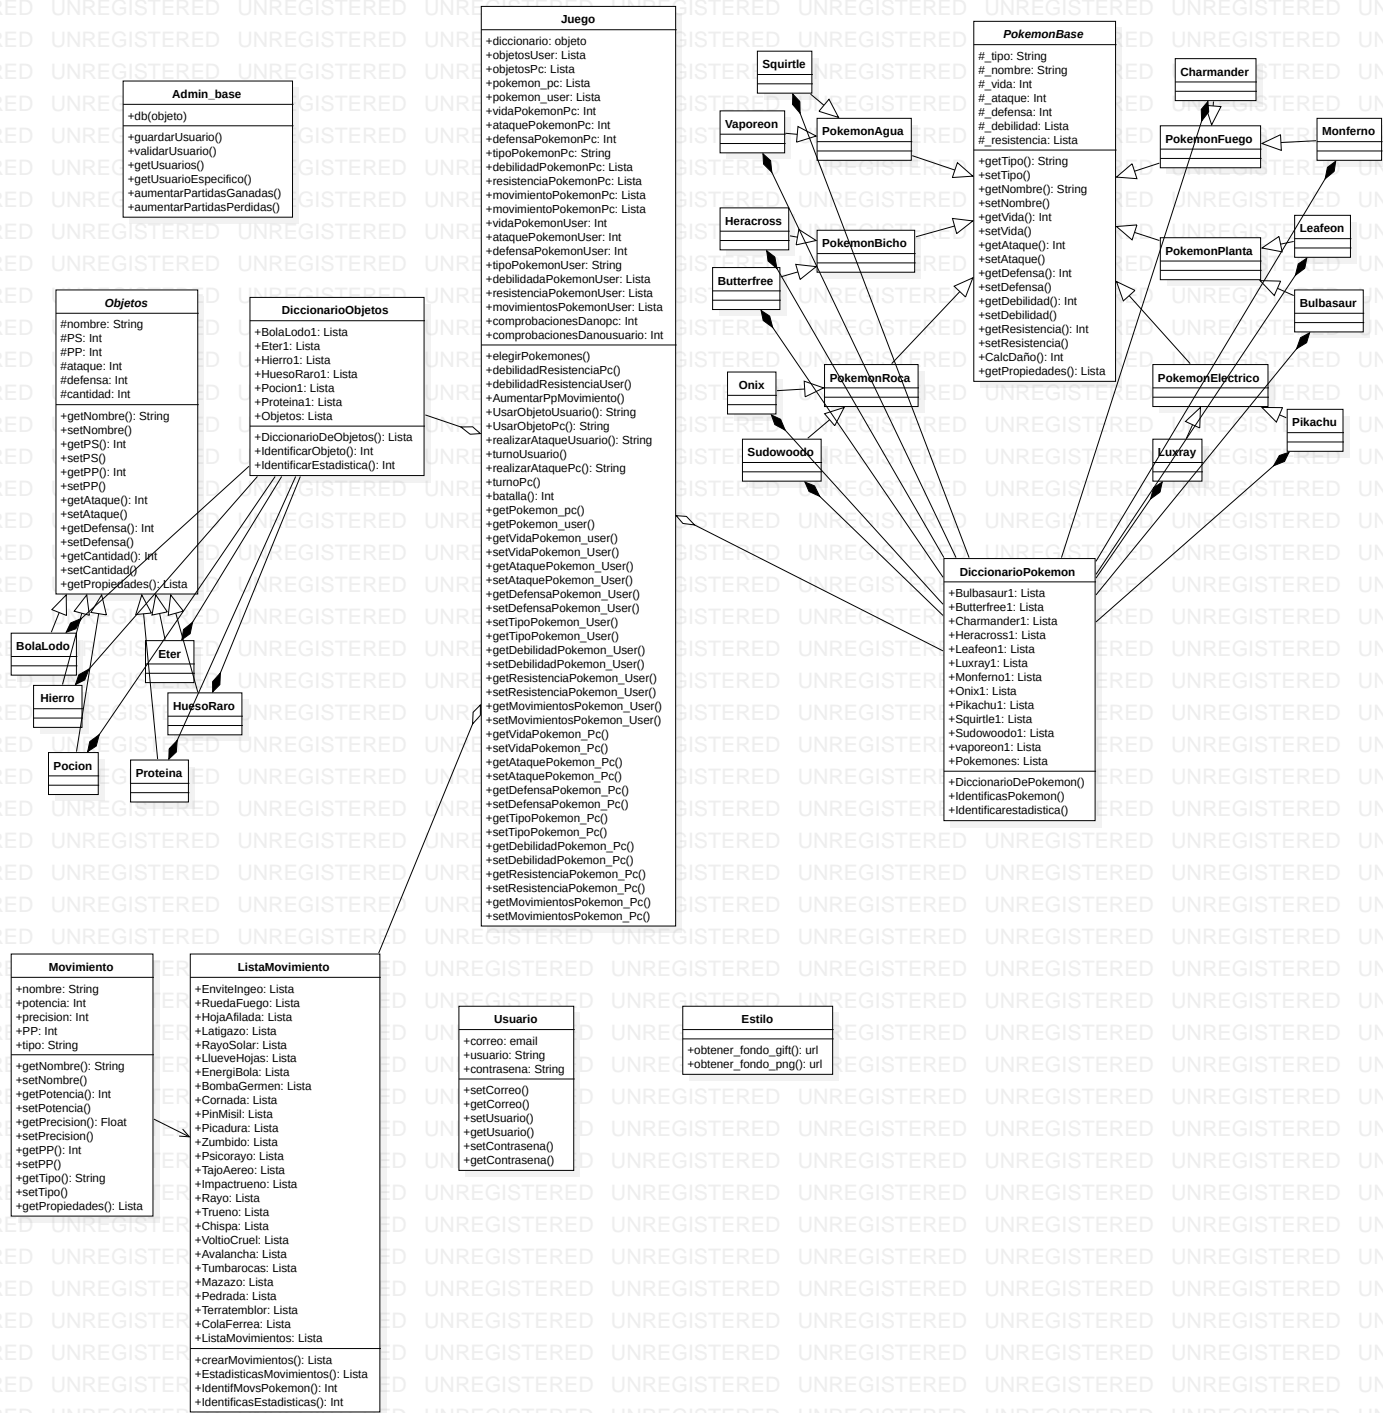 Juego
+diccionario: objeto
+objetosUser: Lista
+objetosPc: Lista
+pokemon_pc: Lista
+pokemon_user: Lista
+vidaPokemonPc: Int
+ataquePokemonPc: Int
+defensaPokemonPc: Int
+tipoPokemonPc: String
+debilidadPokemonPc: Lista
+resistenciaPokemonPc: Lista
+movimientoPokemonPc: Lista
+movimientoPokemonPc: Lista
+vidaPokemonUser: Int
+ataquePokemonUser: Int
+defensaPokemonUser: Int
+tipoPkermonUser: String
+debilidadaPokemonUser: Lista
+resistenciaPokemonUser: Lista
+movimientosPokemonUser: Lista
+comprobacionesDanopc: Int
+comprobacionesDanousuario: Int
+elegirPokemones()
+debilidadResistenciaPc()
+debilidadResistenciaUser()
+AumentarPpMovimiento()
+UsarObjetoUsuario(): String
+UsarObjetoPc(): String
+realizarAtaqueUsuario(): String
+turnoUsuario()
+realizarAtaquePc(): String
+turnoPc()
+batalla(): Int
+getPokemon_pc()
+getPokemon_user()
+getVidaPokemon_user()
+setVidaPokemon_User()
+getAtaquePokemon_User()
+setAtaquePokemon_User()
+getDefensaPokemon_User()
+setDefensaPokemon_User()
+setTipoPokemon_User()
+getTipoPokemon_User()
+getDebilidadPokemon_User()
+setDebilidadPokemon_User()
+getResistenciaPokemon_User()
+setResistenciaPokemon_User()
+getMovimientosPokemon_User()
+setMovimientosPokemon_User()
+getVidaPokemon_Pc()
+setVidaPokemon_Pc()
+getAtaquePokemon_Pc()
+setAtaquePokemon_Pc()
+getDefensaPokemon_Pc()
+setDefensaPokemon_Pc()
+getTipoPokemon_Pc()
+setTipoPokemon_Pc()
+getDebilidadPokemon_Pc()
+setDebilidadPokemon_Pc()
+getResistenciaPokemon_Pc()
+setResistenciaPokemon_Pc()
+getMovimientosPokemon_Pc()
+setMovimientosPokemon_Pc()
Admin_base
+db(objeto)
+guardarUsuario()
+validarUsuario()
+getUsuarios()
+getUsuarioEspecifico()
+aumentarPartidasGanadas()
+aumentarPartidasPerdidas()
Objetos
#nombre: String
#PS: Int
#PP: Int
#ataque: Int
#defensa: Int
#cantidad: Int
+getNombre(): String
+setNombre()
+getPS(): Int
+setPS()
+getPP(): Int
+setPP()
+getAtaque(): Int
+setAtaque()
+getDefensa(): Int
+setDefensa()
+getCantidad(): Int
+setCantidad()
+getPropiedades(): Lista
DiccionarioObjetos
+BolaLodo1: Lista
+Eter1: Lista
+Hierro1: Lista
+HuesoRaro1: Lista
+Pocion1: Lista
+Proteina1: Lista
+Objetos: Lista
+DiccionarioDeObjetos(): Lista
+IdentificarObjeto(): Int
+IdentificarEstadistica(): Int
BolaLodo
Eter
Hierro
HuesoRaro
Pocion
Proteina
PokemonBase
#_tipo: String
#_nombre: String
#_vida: Int
#_ataque: Int
#_defensa: Int
#_debilidad: Lista
#_resistencia: Lista
+getTipo(): String
+setTipo()
+getNombre(): String
+setNombre()
+getVida(): Int
+setVida()
+getAtaque(): Int
+setAtaque()
+getDefensa(): Int
+setDefensa()
+getDebilidad(): Int
+setDebilidad()
+getResistencia(): Int
+setResistencia()
+CalcDaño(): Int
+getPropiedades(): Lista
Squirtle
Vaporeon
PokemonAgua
Heracross
PokemonBicho
Butterfree
Onix
PokemonRoca
Sudowoodo
Charmander
PokemonFuego
Monferno
PokemonPlanta
Leafeon
Bulbasaur
PokemonElectrico
Pikachu
Luxray
DiccionarioPokemon
+Bulbasaur1: Lista
+Butterfree1: Lista
+Charmander1: Lista
+Heracross1: Lista
+Leafeon1: Lista
+Luxray1: Lista
+Monferno1: Lista
+Onix1: Lista
+Pikachu1: Lista
+Squirtle1: Lista
+Sudowoodo1: Lista
+vaporeon1: Lista
+Pokemones: Lista
+DiccionarioDePokemon()
+IdentificasPokemon()
+Identificarestadistica()
Movimiento
+nombre: String
+potencia: Int
+precision: Int
+PP: Int
+tipo: String
+getNombre(): String
+setNombre()
+getPotencia(): Int
+setPotencia()
+getPrecision(): Float
+setPrecision()
+getPP(): Int
+setPP()
+getTipo(): String
+setTipo()
+getPropiedades(): Lista
ListaMovimiento
+EnviteIngeo: Lista
+RuedaFuego: Lista
+HojaAfilada: Lista
+Latigazo: Lista
+RayoSolar: Lista
+LlueveHojas: Lista
+EnergiBola: Lista
+BombaGermen: Lista
+Cornada: Lista
+PinMisil: Lista
+Picadura: Lista
+Zumbido: Lista
+Psicorayo: Lista
+TajoAereo: Lista
+Impactrueno: Lista
+Rayo: Lista
+Trueno: Lista
+Chispa: Lista
+VoltioCruel: Lista
+Avalancha: Lista
+Tumbarocas: Lista
+Mazazo: Lista
+Pedrada: Lista
+Terratemblor: Lista
+ColaFerrea: Lista
+ListaMovimientos: Lista
+crearMovimientos(): Lista
+EstadisticasMovimientos(): Lista
+IdentifMovsPokemon(): Int
+IdentificasEstadisticas(): Int
Usuario
+correo: email
+usuario: String
+contrasena: String
+setCorreo()
+getCorreo()
+setUsuario()
+getUsuario()
+setContrasena()
+getContrasena()
Estilo
+obtener_fondo_gift(): url
+obtener_fondo_png(): url
UNREGISTERED